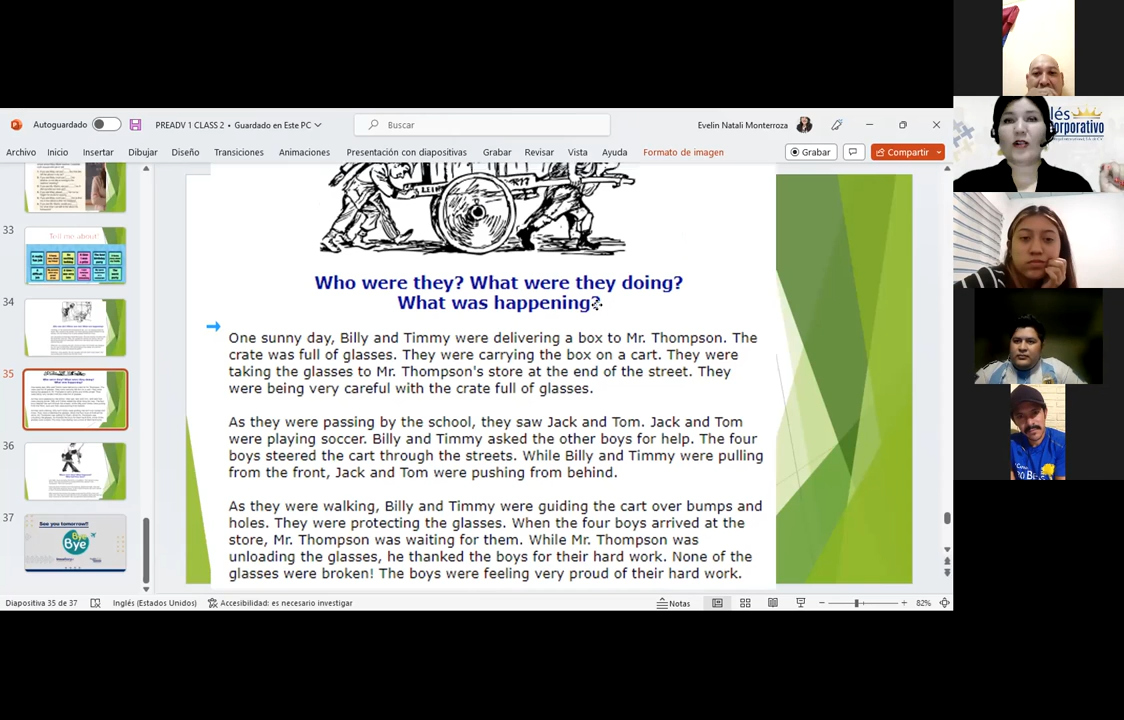 Autoguardado
PREADV 1 CLASS 2 • Guardado en Este PC
Buscar
Evelin Natali Monterroza
Archivo Inicio Insertar Dibujar Diseño Transiciones Animaciones Presentación con diapositivas Grabar Revisar Vista Ayuda Formato de imagen
Grabar
Compartir
lés
orporativo
33
Tell me about!
34
35
36
37
See you tomorrow!!
Bye
Bye
Who were they? What were they doing?
What was happening?
One sunny day, Billy and Timmy were delivering a box to Mr. Thompson. The
crate was full of glasses. They were carrying the box on a cart. They were
taking the glasses to Mr. Thompson's store at the end of the street. They
were being very careful with the crate full of glasses.
As they were passing by the school, they saw Jack and Tom. Jack and Tom
were playing soccer. Billy and Timmy asked the other boys for help. The four
boys steered the cart through the streets. While Billy and Timmy were pulling
from the front, Jack and Tom were pushing from behind.
As they were walking, Billy and Timmy were guiding the cart over bumps and
holes. They were protecting the glasses. When the four boys arrived at the
store, Mr. Thompson was waiting for them. While Mr. Thompson was
unloading the glasses, he thanked the boys for their hard work. None of the
glasses were broken! The boys were feeling very proud of their hard work.
Diapositiva 35 de 37
Inglés (Estados Unidos)
Accesibilidad: es necesario investigar
Notas
82%